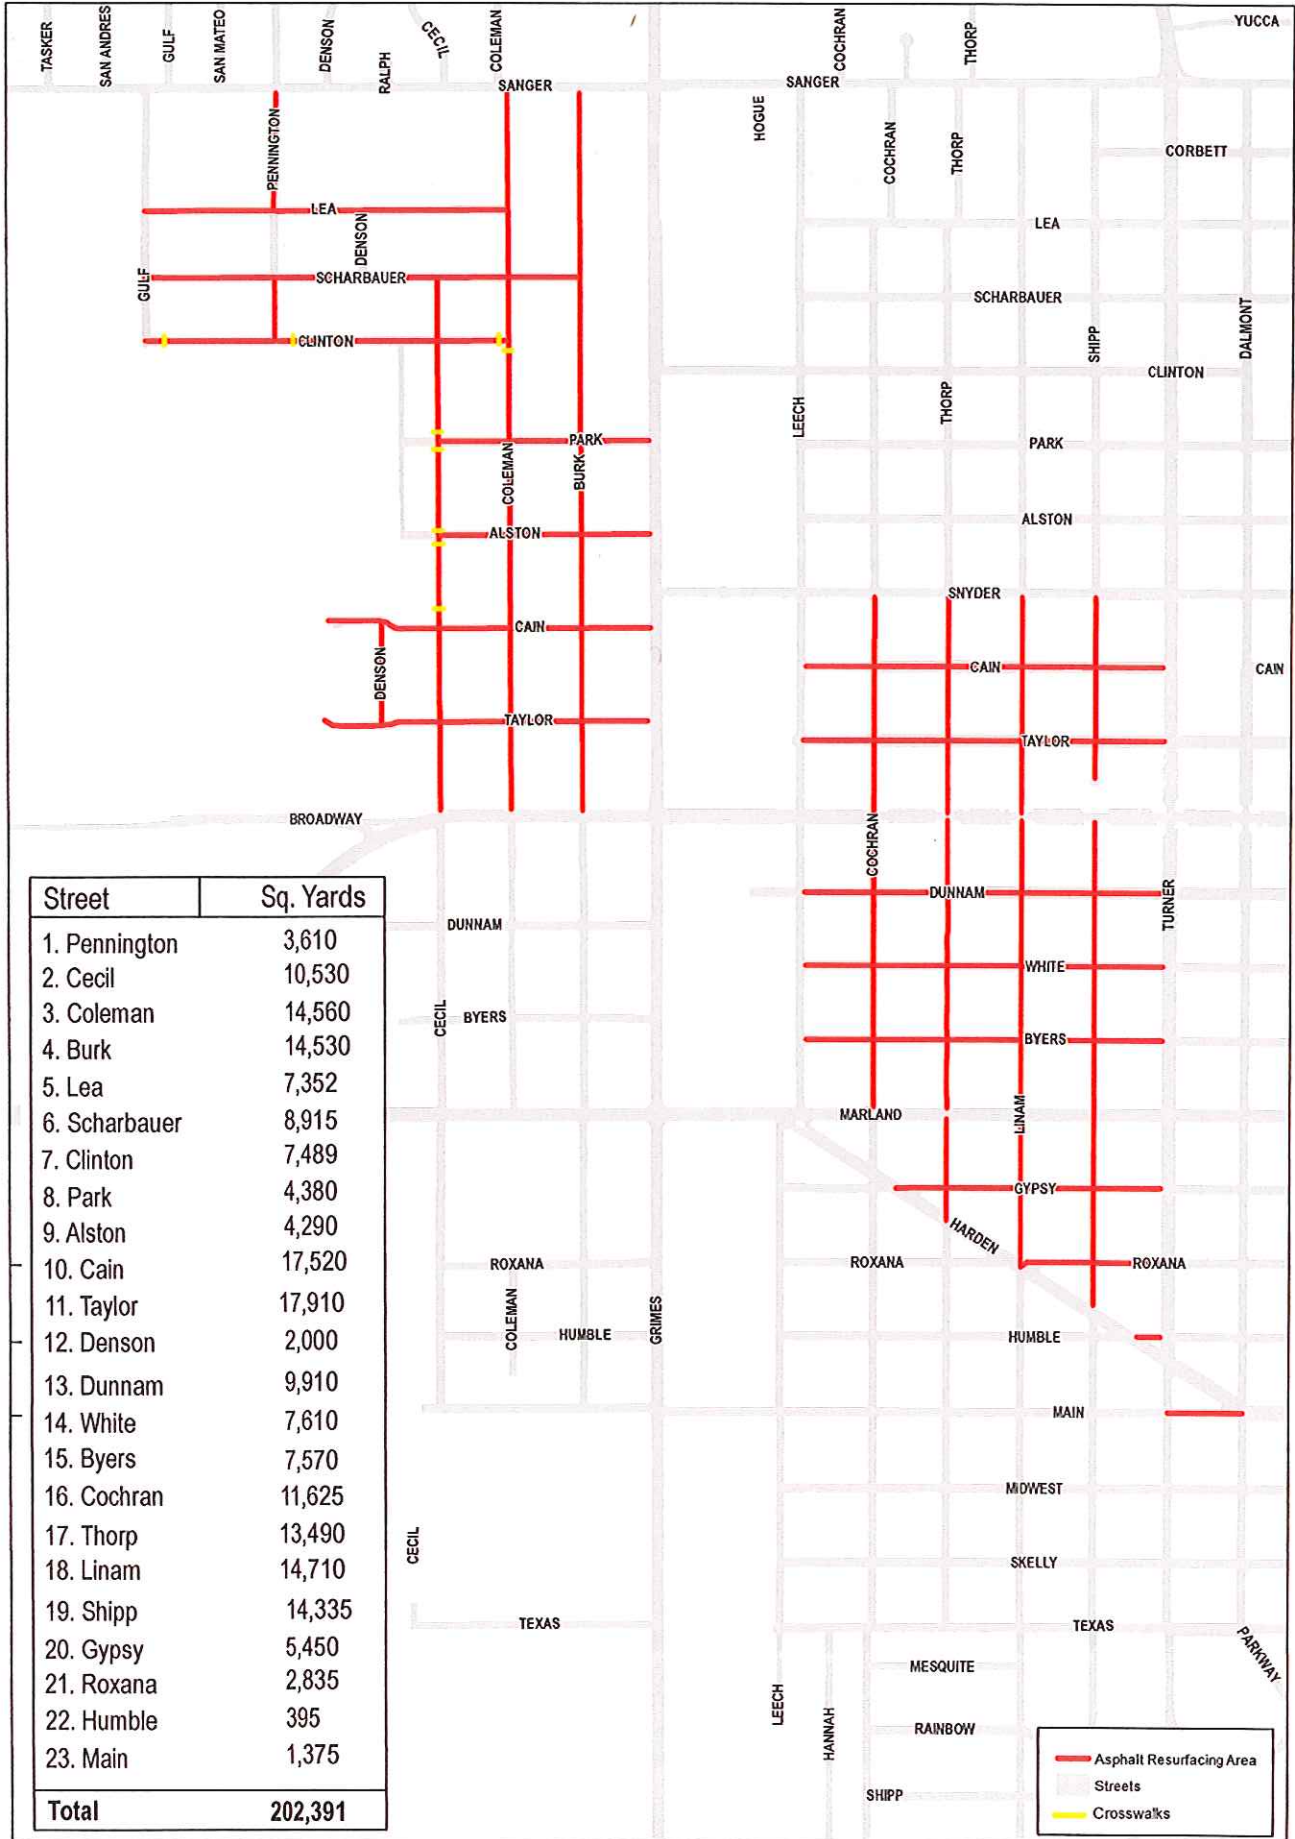 TASKER
SAN ANDRES
GULF
SAN MATEO
DENSON
RALPH
CECIL
COLEMAN
COCHRAN
THORP
YUCCA
SANGER
SANGER
HOGUE
PENNINGTON
COCHRAN
THORP
CORBETT
LEA
DENSON
LEA
GULF
SCHARBAUER
SCHARBAUER
SHIPP
DALMONT
CLINTON
CLINTON
LEECH
THORP
PARK
PARK
COLEMAN
BURK
ALSTON
ALSTON
SNYDER
CAIN
CAIN
CAIN
DENSON
TAYLOR
TAYLOR
BROADWAY
COCHRAN
DUNNAM
TURNER
DUNNAM
WHITE
CECIL
BYERS
BYERS
MARLAND
LINAM
GYPSY
HARDEN
ROXANA
ROXANA
ROXANA
COLEMAN
HUMBLE
GRIMES
HUMBLE
MAIN
MIDWEST
CECIL
SKELLY
TEXAS
TEXAS
PARKWAY
MESQUITE
LEECH
HANNAH
RAINBOW
SHIPP
Street Sq. Yards
1. Pennington 3,610
2. Cecil 10,530
3. Coleman 14,560
4. Burk 14,530
5. Lea 7,352
6. Scharbauer 8,915
7. Clinton 7,489
8. Park 4,380
9. Alston 4,290
10. Cain 17,520
11. Taylor 17,910
12. Denson 2,000
13. Dunnam 9,910
14. White 7,610
15. Byers 7,570
16. Cochran 11,625
17. Thorp 13,490
18. Linam 14,710
19. Shipp 14,335
20. Gypsy 5,450
21. Roxana 2,835
22. Humble 395
23. Main 1,375
Total 202,391
Asphalt Resurfacing Area
Streets
Crosswalks